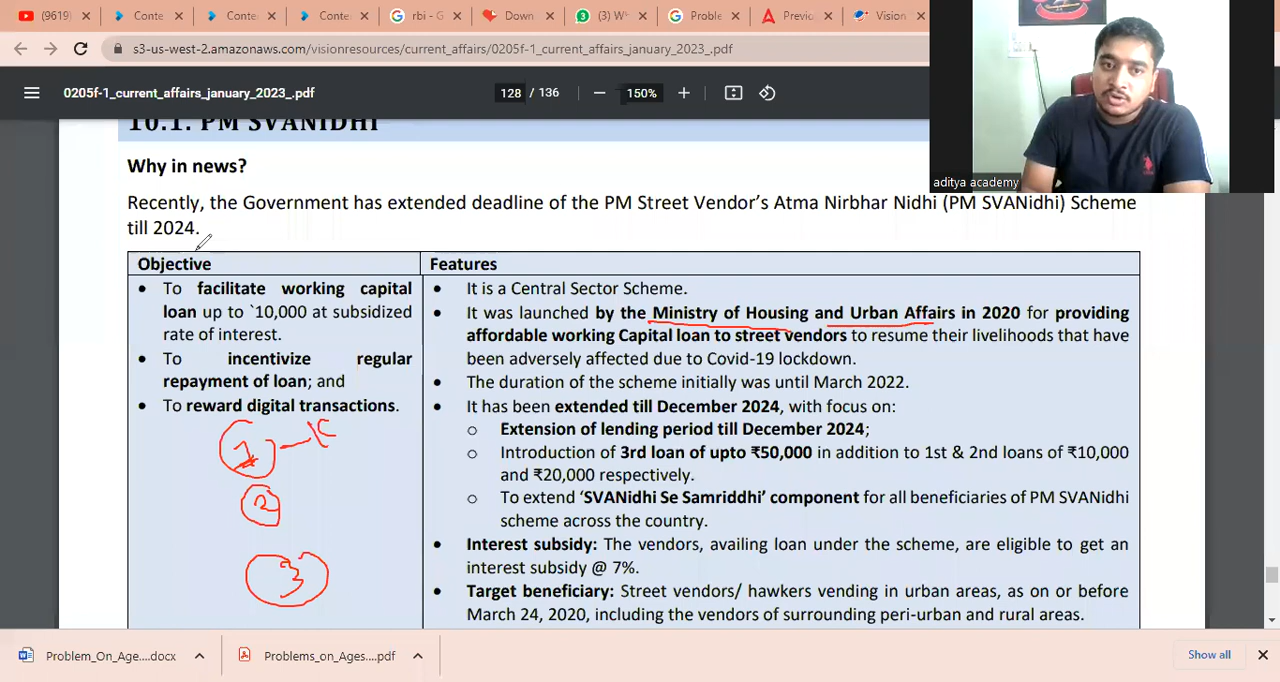 (9619)
Conte
Conte
Conte
rbi - G
Down
(3) W
Proble
Previo
Vision
s3-us-west-2.amazonaws.com/visionresources/current_affairs/0205f-1_current_affairs_january_2023_.pdf
0205f-1_current_affairs_january_2023_.pdf
128 / 136
150%
aditya academy
10.1. PM SVANIDHI
Why in news?
Recently, the Government has extended deadline of the PM Street Vendor's Atma Nirbhar Nidhi (PM SVANidhi) Scheme
till 2024.
Objective
To facilitate working capital
loan up to `10,000 at subsidized
rate of interest.
To incentivize regular
repayment of loan; and
To reward digital transactions.
1
2
3
Features
It is a Central Sector Scheme.
It was launched by the Ministry of Housing and Urban Affairs in 2020 for providing
affordable working Capital loan to street vendors to resume their livelihoods that have
been adversely affected due to Covid-19 lockdown.
The duration of the scheme initially was until March 2022.
It has been extended till December 2024, with focus on:
Extension of lending period till December 2024;
Introduction of 3rd loan of upto ₹50,000 in addition to 1st & 2nd loans of ₹10,000
and ₹20,000 respectively.
To extend 'SVANidhi Se Samriddhi' component for all beneficiaries of PM SVANidhi
scheme across the country.
Interest subsidy: The vendors, availing loan under the scheme, are eligible to get an
interest subsidy @ 7%.
Target beneficiary: Street vendors/ hawkers vending in urban areas, as on or before
March 24, 2020, including the vendors of surrounding peri-urban and rural areas.
Problem_On_Age....docx
Problems_on_Ages....pdf
Show all